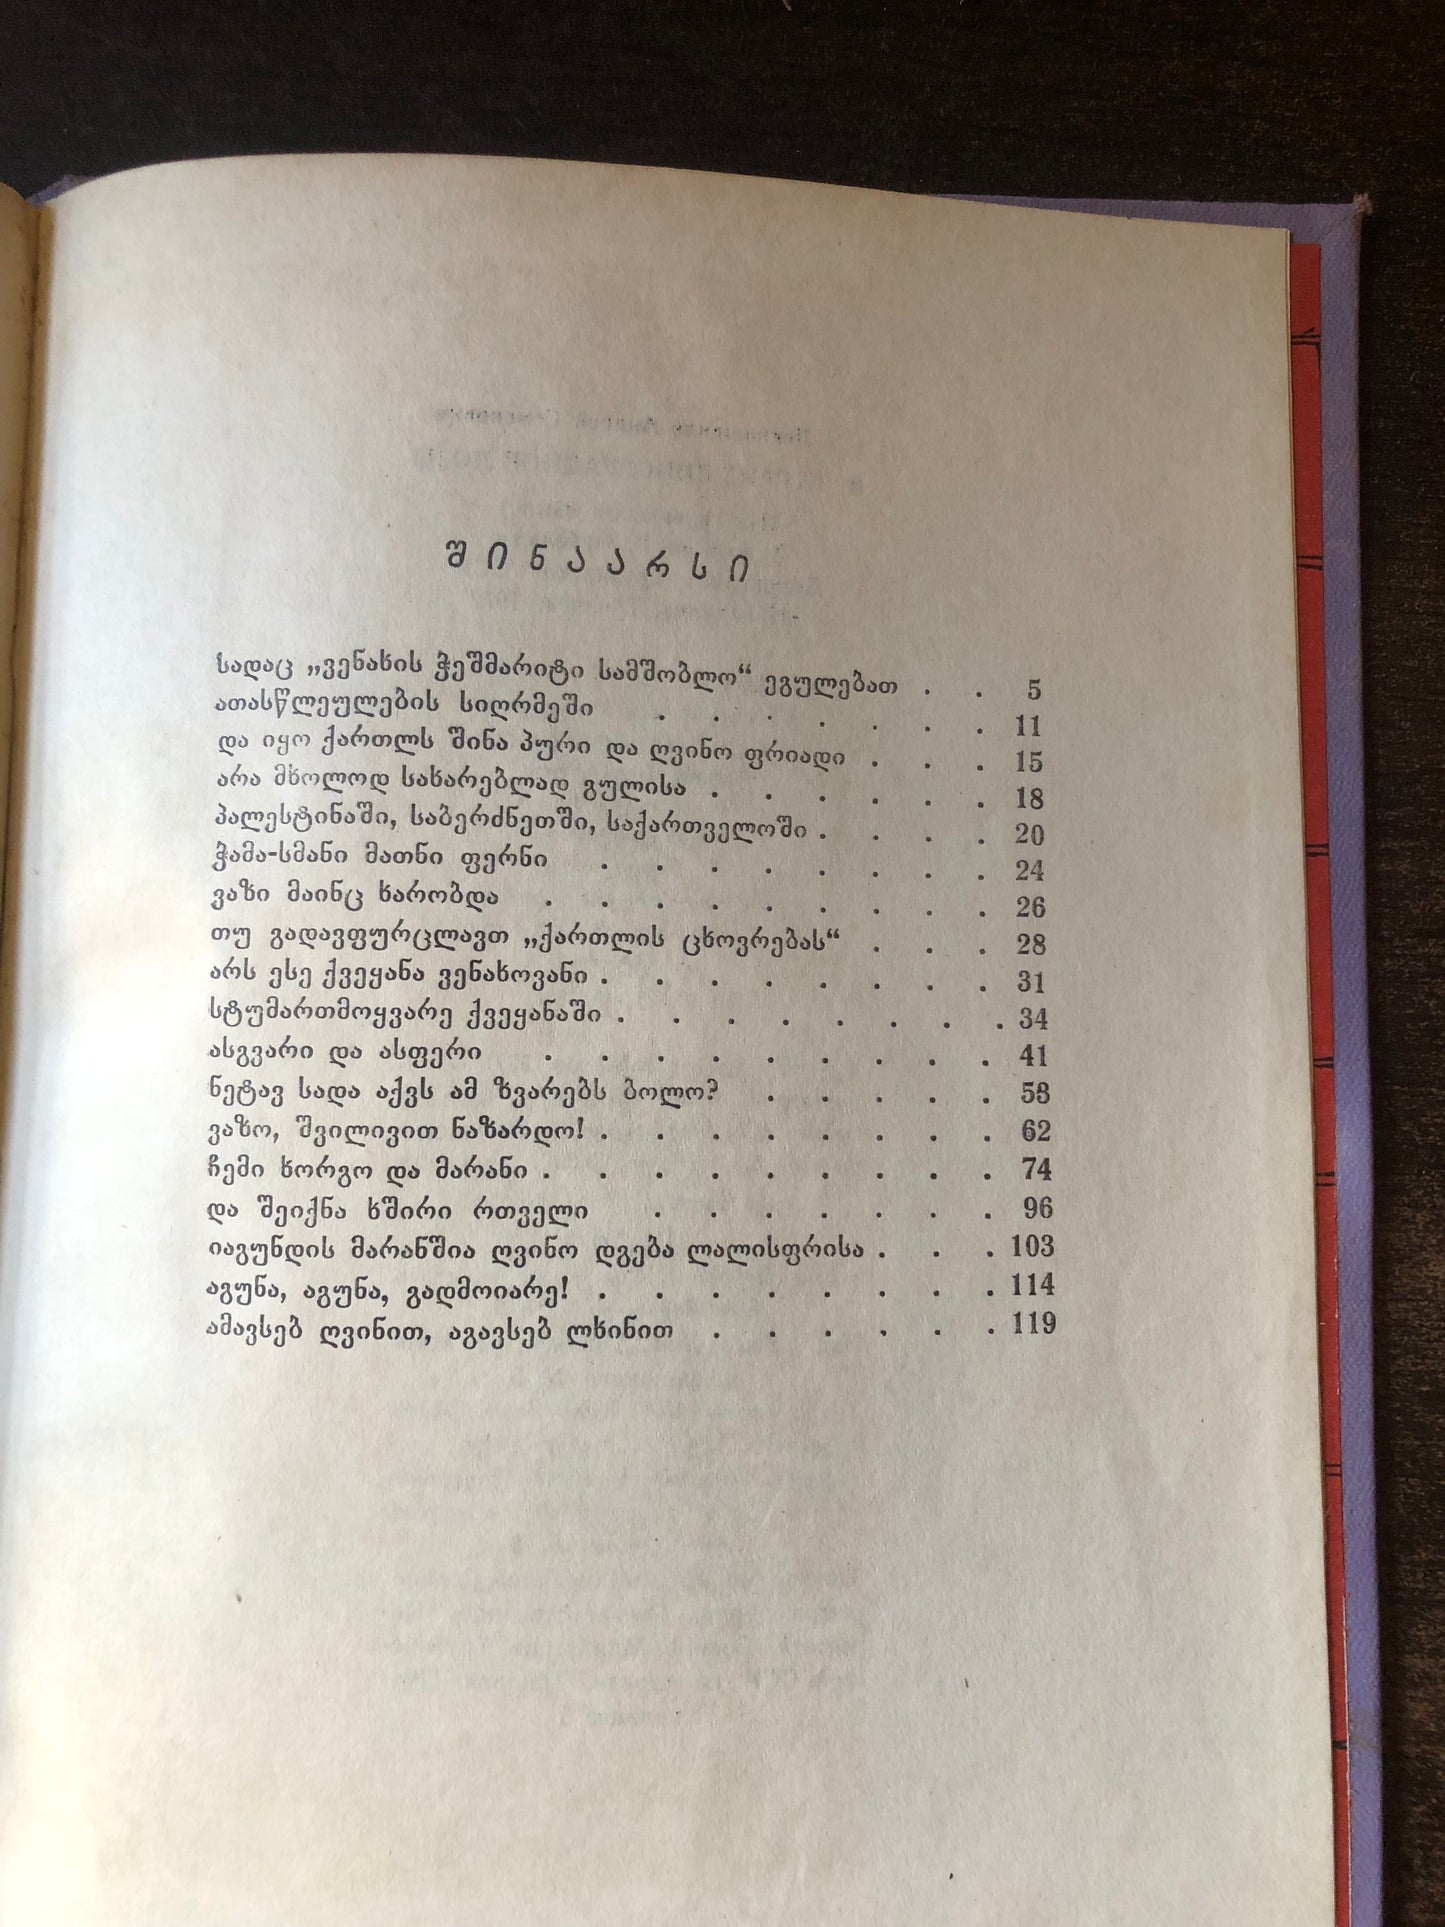 შინაარსი
სადაც „ვენახის ჭეშმარიტი სამშობლო“ ეგულებათ . . 5
ათასწლეულების სიღრმეში . . . . . . . 11
და იყო ქართლს შინა პური და ღვინო ფრიადი . . . 15
არა მხოლოდ სახარებლად გულისა . . . . . . 18
პალესტინაში, საბერძნეთში, საქართველოში . . . . 20
ჭამა-სმანი მათნი ფერნი . . . . . . . . 24
ვაზი მაინც ხარობდა . . . . . . . . . 26
თუ გადავფურცლავთ „ქართლის ცხოვრებას“ . . . 28
არს ესე ქვეყანა ვენახოვანი . . . . . . . . 31
სტუმართმოყვარე ქვეყანაში . . . . . . . . 34
ასგვარი და ასფერი . . . . . . . . . 41
ნეტავ სადა აქვს ამ ზვარებს ბოლო? . . . . . 53
ვაზო, შვილივით ნაზარდო! . . . . . . . . 62
ჩემი ხორგო და მარანი . . . . . . . . . 74
და შეიქნა ხშირი რთველი . . . . . . . 96
იაგუნდის მარანშია ღვინო დგება ლალისფრისა . . . 103
აგუნა, აგუნა, გადმოიარე! . . . . . . . . 114
ამავსებ ღვინით, აგავსებ ლხინით . . . . . . 119